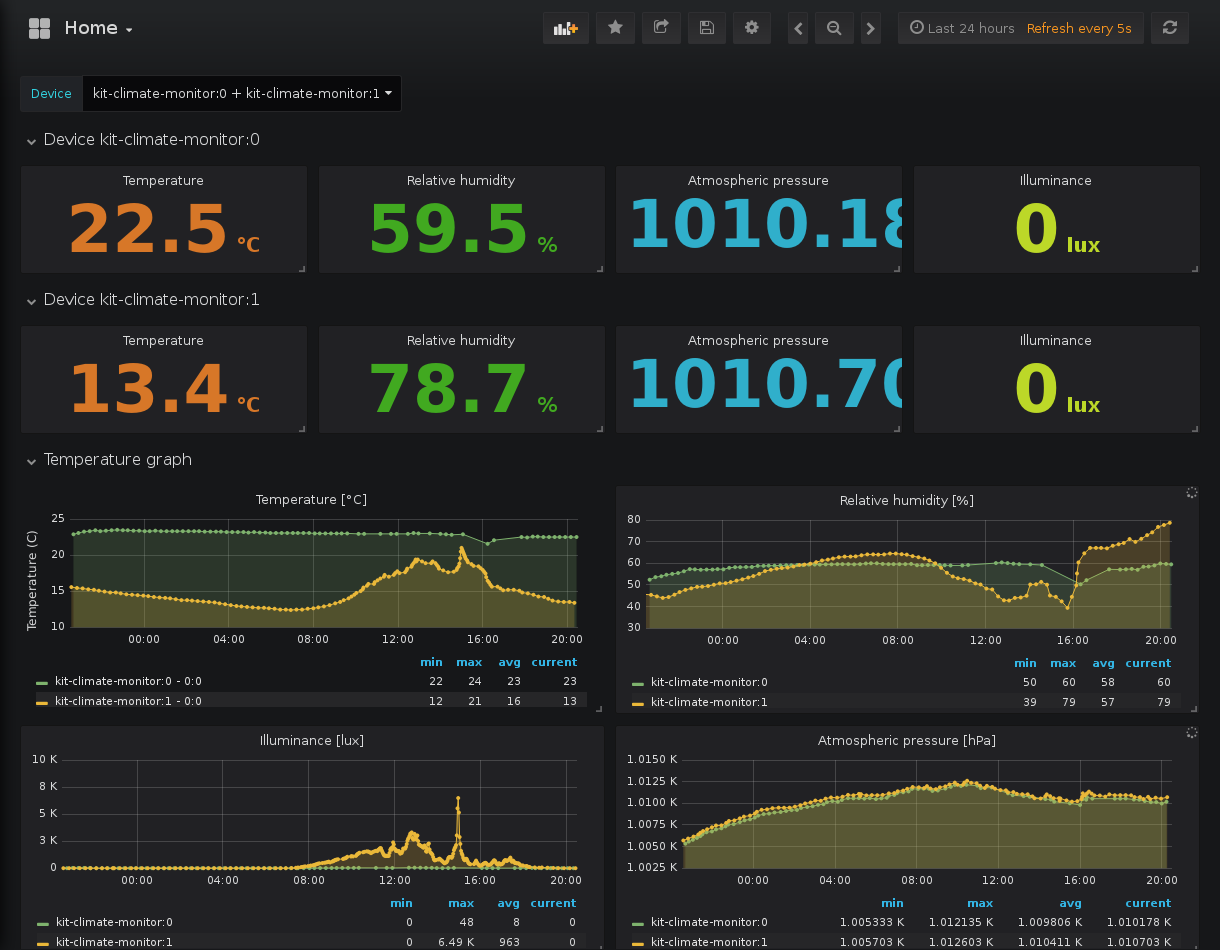 Home
Last 24 hours Refresh every 5s
Device kit-climate-monitor:0 + kit-climate-monitor:1
Device kit-climate-monitor:0
Temperature Relative humidity Atmospheric pressure Illuminance
22.5 °C 59.5 % 1010.18 0 lux
Device kit-climate-monitor:1
Temperature Relative humidity Atmospheric pressure Illuminance
13.4 °C 78.7 % 1010.70 0 lux
Temperature graph
Temperature [°C]
Temperature (C)
25
20
15
10
00:00 04:00 08:00 12:00 16:00 20:00
min max avg current
kit-climate-monitor:0 - 0:0 22 24 23 23
kit-climate-monitor:1 - 0:0 12 21 16 13
Relative humidity [%]
80
70
60
50
40
30
00:00 04:00 08:00 12:00 16:00 20:00
min max avg current
kit-climate-monitor:0 50 60 58 60
kit-climate-monitor:1 39 79 57 79
Illuminance [lux]
10 K
8 K
5 K
3 K
0
00:00 04:00 08:00 12:00 16:00 20:00
min max avg current
kit-climate-monitor:0 0 48 8 0
kit-climate-monitor:1 0 6.49 K 963 0
Atmospheric pressure [hPa]
1.0150 K
1.0125 K
1.0100 K
1.0075 K
1.0050 K
1.0025 K
00:00 04:00 08:00 12:00 16:00 20:00
min max avg current
kit-climate-monitor:0 1.005333 K 1.012135 K 1.009806 K 1.010178 K
kit-climate-monitor:1 1.005703 K 1.012603 K 1.010411 K 1.010703 K